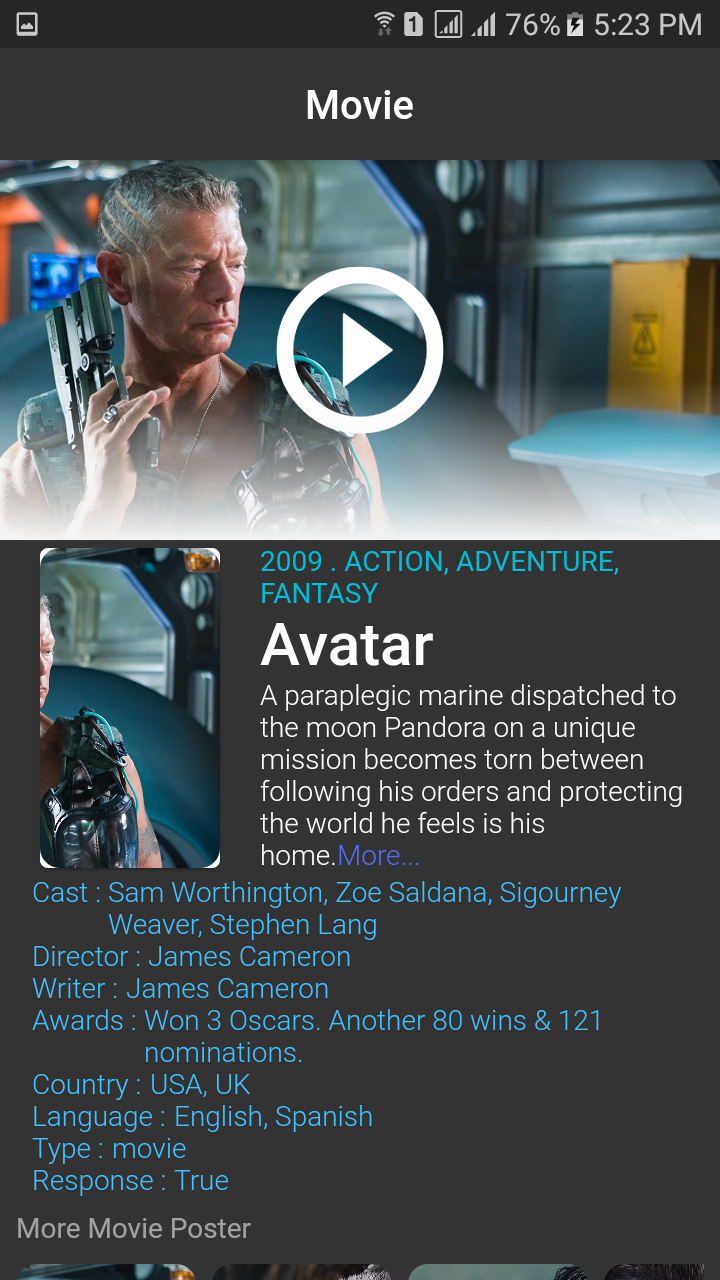 76% 5:23 PM
Movie
2009 . ACTION, ADVENTURE,
FANTASY
Avatar
A paraplegic marine dispatched to
the moon Pandora on a unique
mission becomes torn between
following his orders and protecting
the world he feels is his
home.More...
Cast : Sam Worthington, Zoe Saldana, Sigourney
Weaver, Stephen Lang
Director : James Cameron
Writer : James Cameron
Awards : Won 3 Oscars. Another 80 wins & 121
nominations.
Country : USA, UK
Language : English, Spanish
Type : movie
Response : True
More Movie Poster